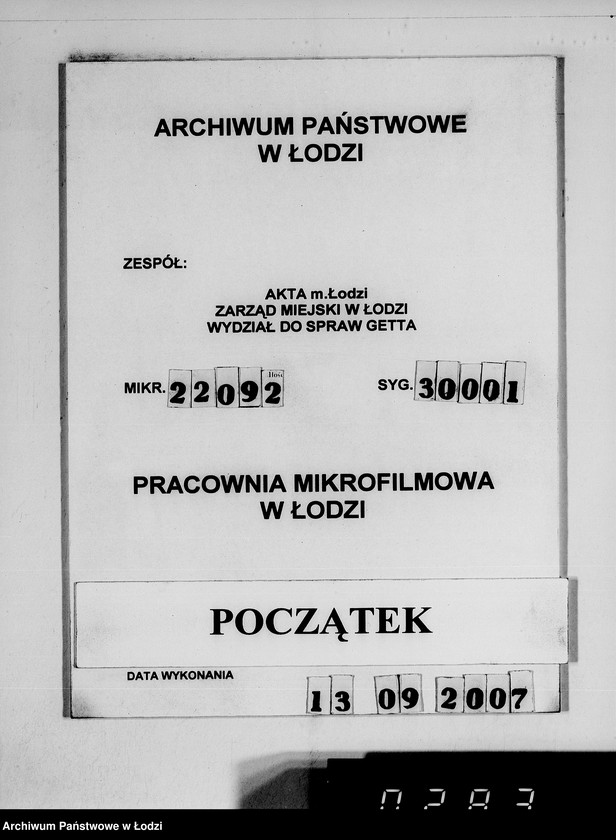 ARCHIWUM PAŃSTWOWE
W ŁODZI
ZESPÓŁ:
AKTA m.Łodzi
ZARZĄD MIEJSKI W ŁODZI
WYDZIAŁ DO SPRAW GETTA
MIKR. 22092 SYG. 30001
PRACOWNIA MIKROFILMOWA
W ŁODZI
POCZĄTEK
DATA WYKONANIA
13 09 2007
Archiwum Państwowe w Łodzi